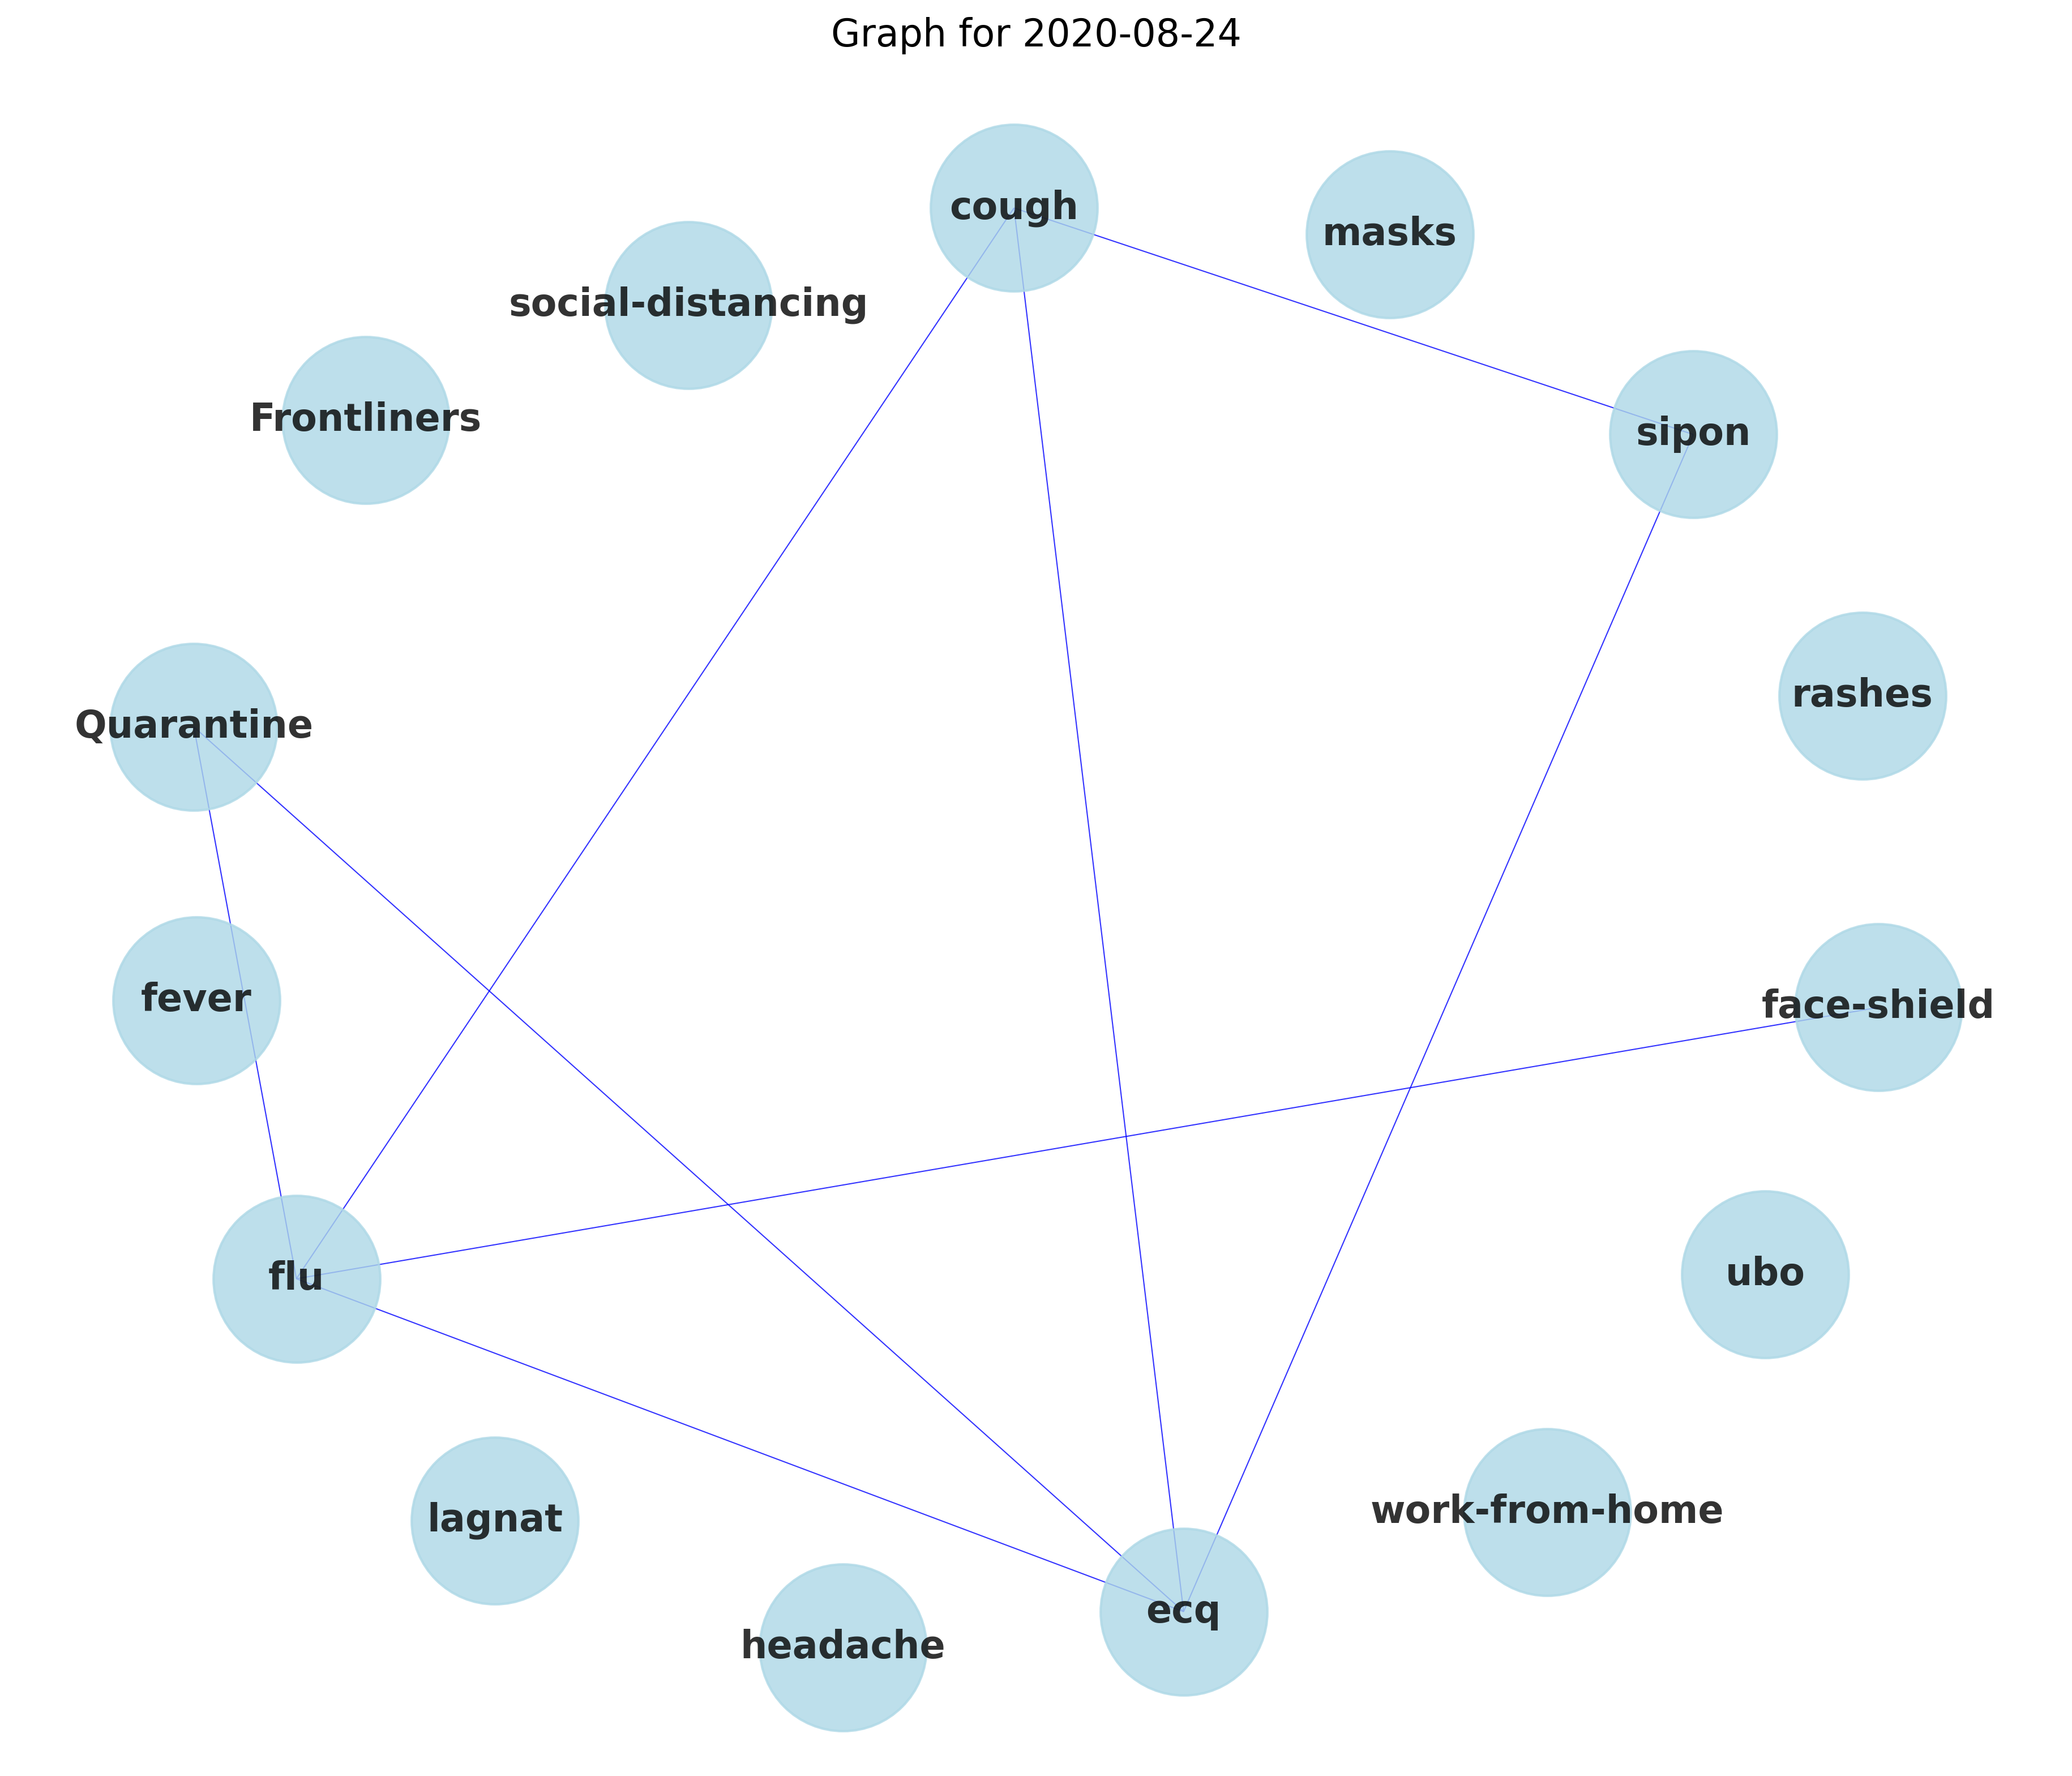 Graph for 2020-08-24
cough
masks
social-distancing
Frontliners
sipon
rashes
Quarantine
fever
face-shield
flu
ubo
lagnat
work-from-home
ecq
headache